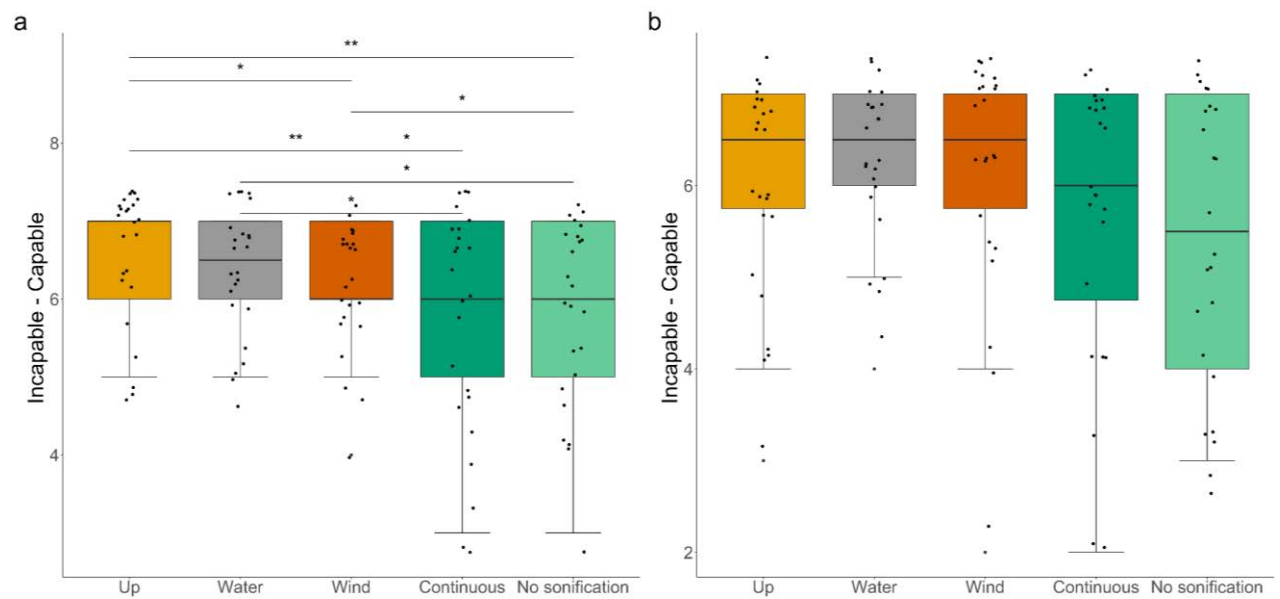 a
b
**
*
*
** *
*
*
8
6
4
Incapable - Capable
Up Water Wind Continuous No sonification
6
4
2
Incapable - Capable
Up Water Wind Continuous No sonification